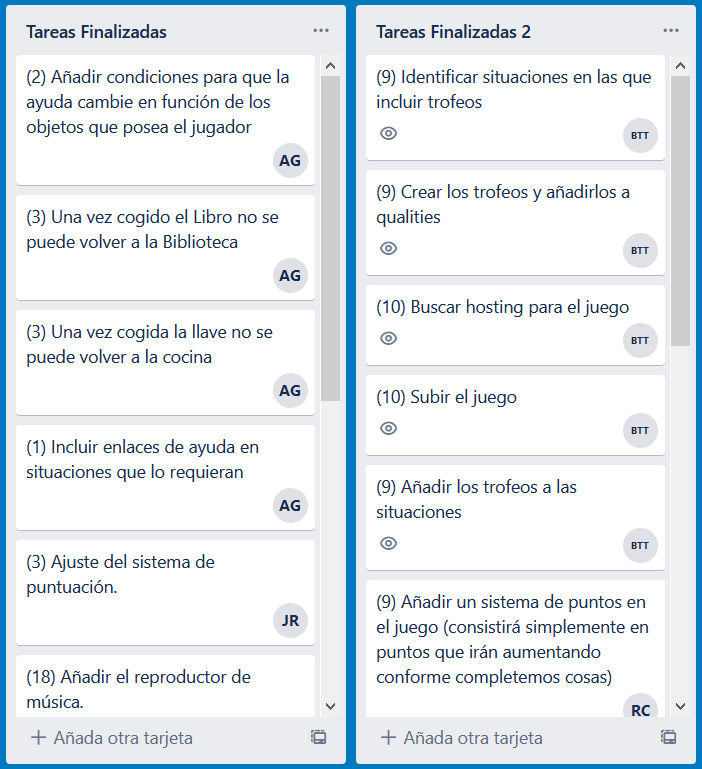 Tareas Finalizadas
(2) Añadir condiciones para que la
ayuda cambie en función de los
objetos que posea el jugador
AG
(3) Una vez cogido el Libro no se
puede volver a la Biblioteca
AG
(3) Una vez cogida la llave no se
puede volver a la cocina
AG
(1) Incluir enlaces de ayuda en
situaciones que lo requieran
AG
(3) Ajuste del sistema de
puntuación.
JR
(18) Añadir el reproductor de
música.
Añada otra tarjeta
Tareas Finalizadas 2
(9) Identificar situaciones en las que
incluir trofeos
BTT
(9) Crear los trofeos y añadirlos a
qualities
BTT
(10) Buscar hosting para el juego
BTT
(10) Subir el juego
BTT
(9) Añadir los trofeos a las
situaciones
BTT
(9) Añadir un sistema de puntos en
el juego (consistirá simplemente en
puntos que irán aumentando
conforme completemos cosas)
RC
Añada otra tarjeta